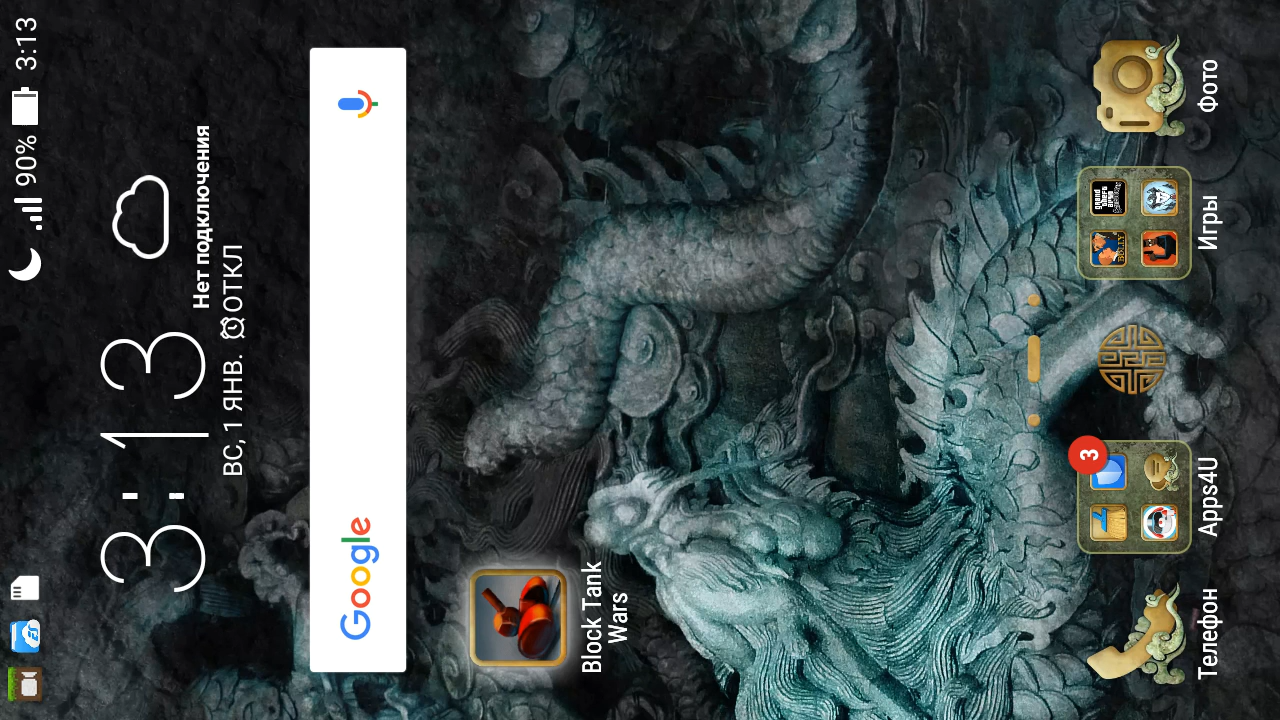 90% 3:13
3:13
Нет подключения
ВС, 1 ЯНВ. ОТКЛ
Google
Block Tank
Wars
3
Телефон
Apps4U
Игры
Фото